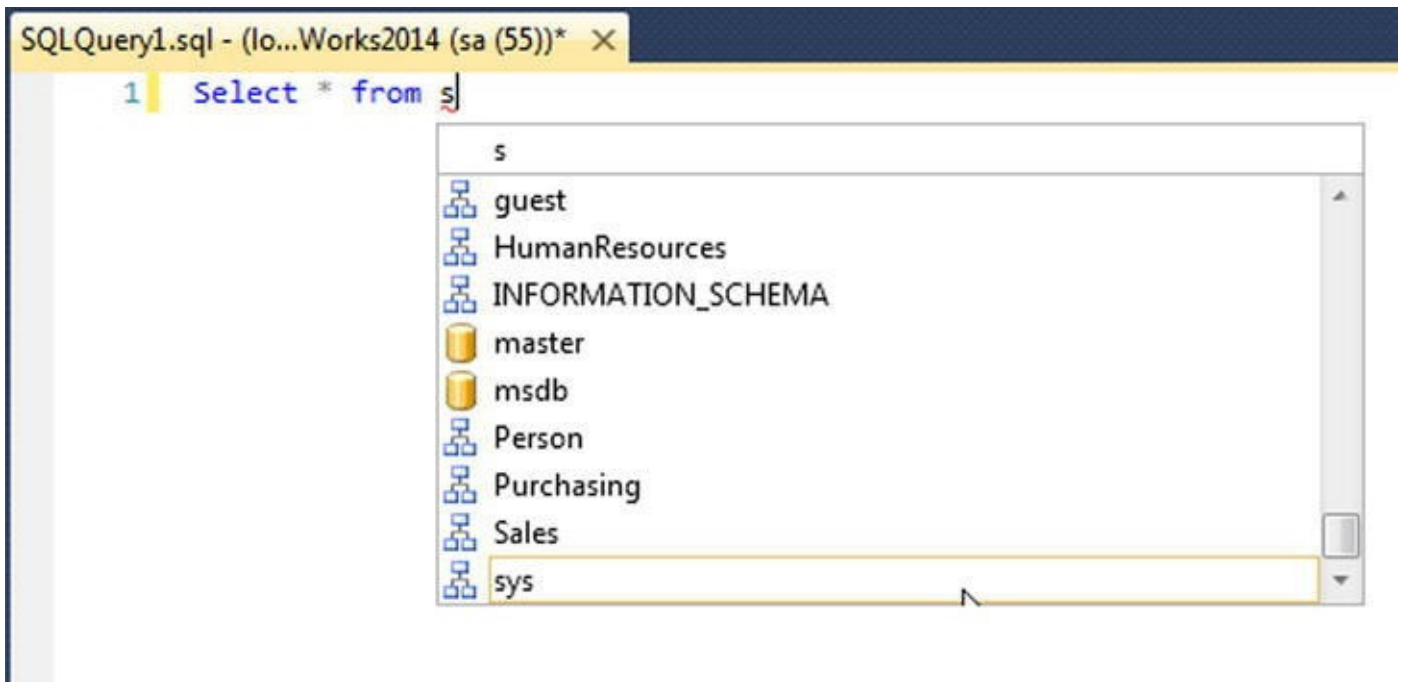 SQLQuery1.sql - (lo...Works2014 (sa (55))* ×
1 Select * from s
s
guest
HumanResources
INFORMATION_SCHEMA
master
msdb
Person
Purchasing
Sales
sys